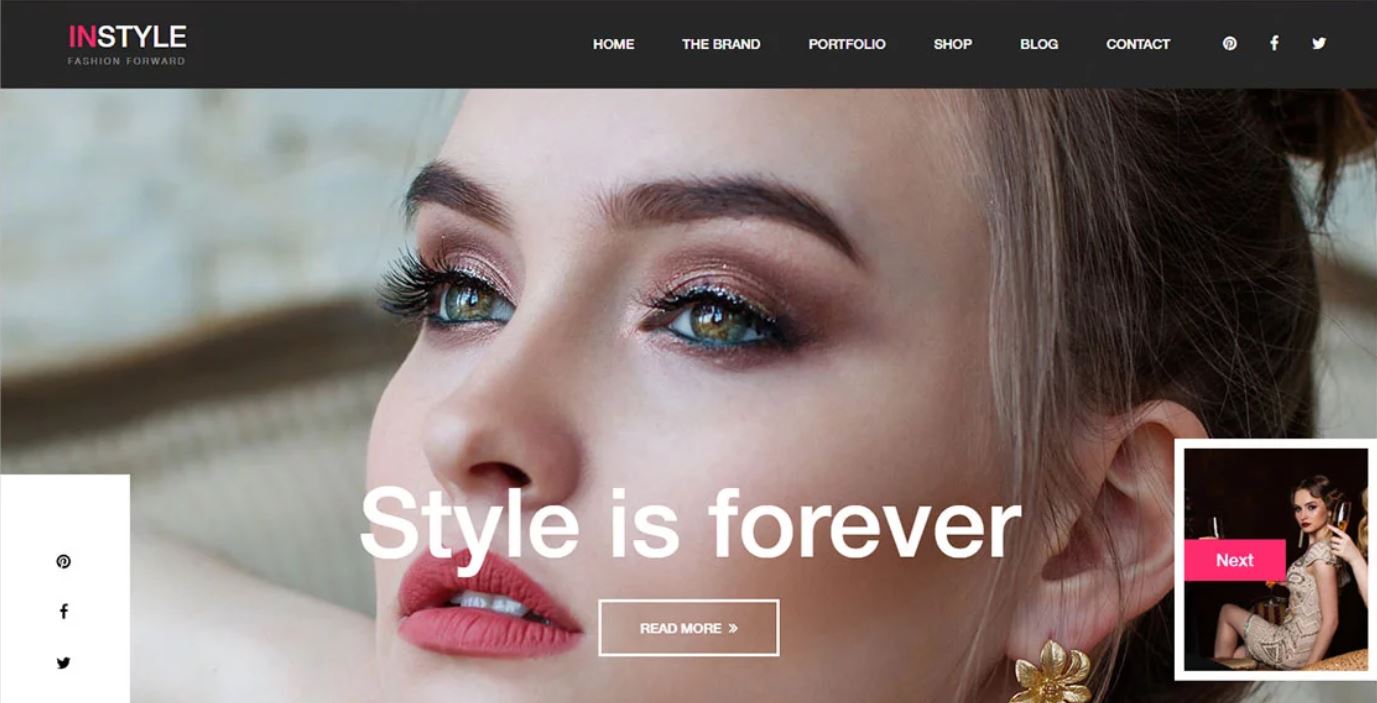 INSTYLE
FASHION FORWARD
HOME THE BRAND PORTFOLIO SHOP BLOG CONTACT
Style is forever
READ MORE »
Next